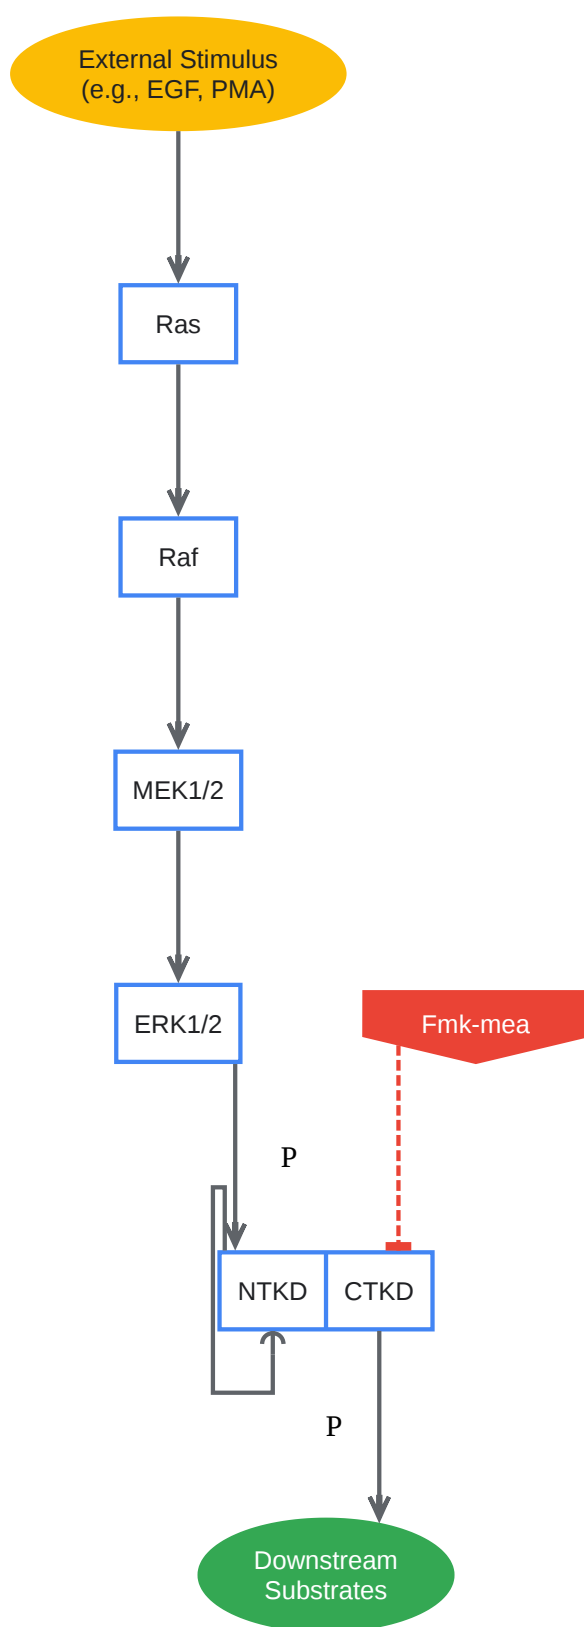 External Stimulus
(e.g., EGF, PMA)
Ras
Raf
MEK1/2
ERK1/2
Fmk-mea
P
NTKD
CTKD
P
Downstream
Substrates